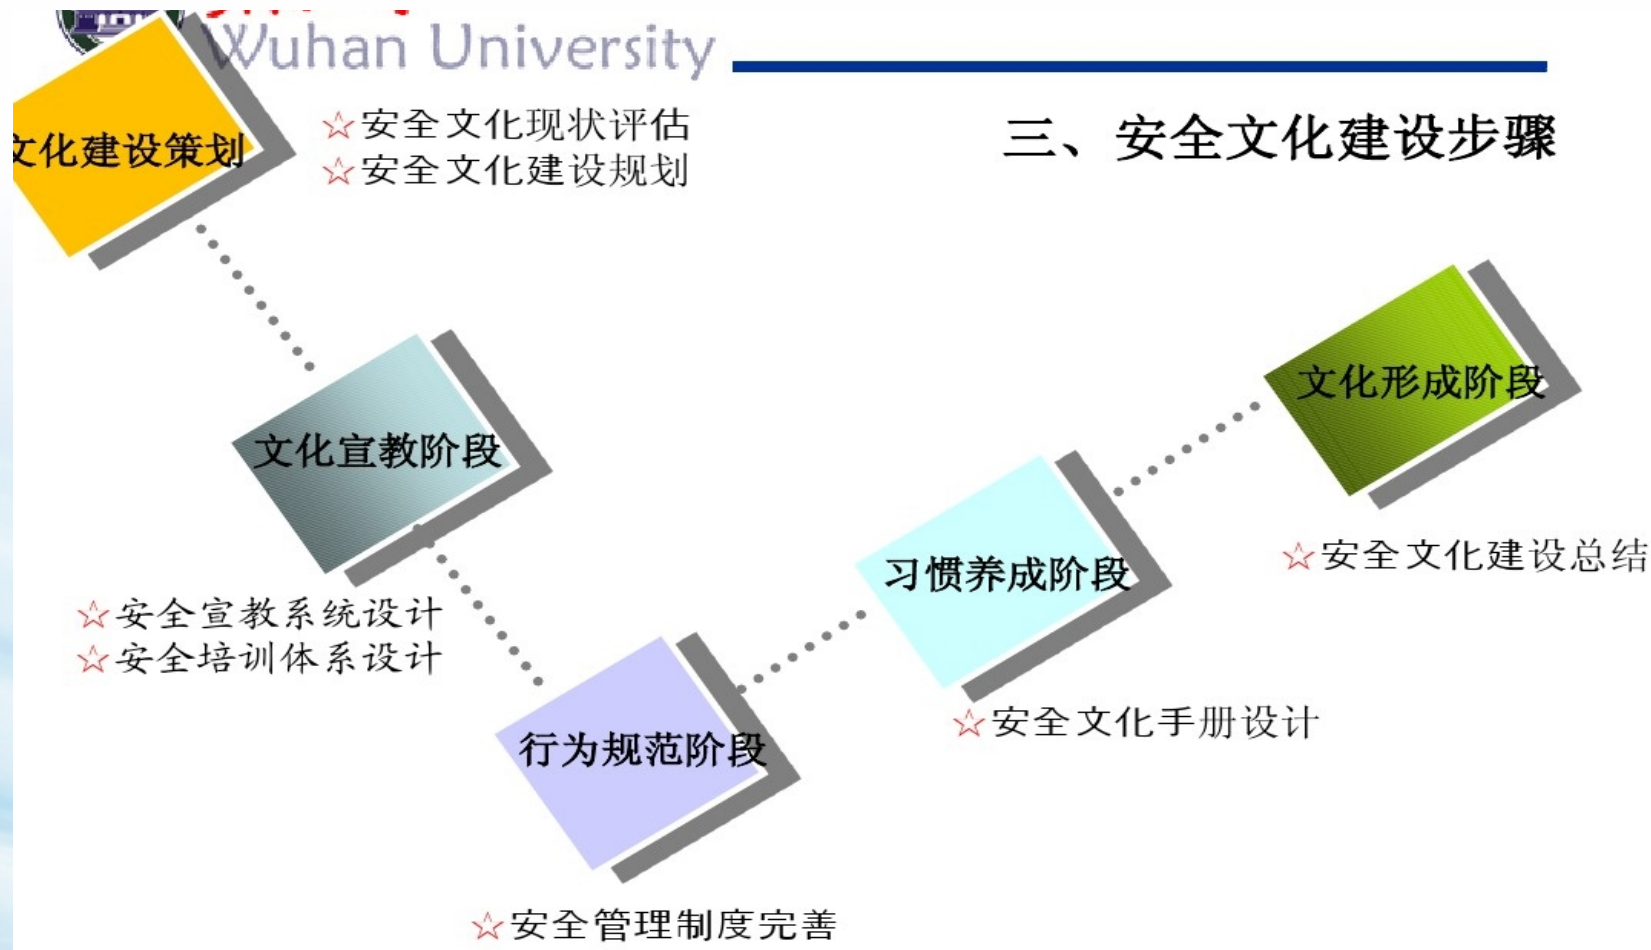 Wuhan University
三、安全文化建设步骤
文化建设策划
☆安全文化现状评估
☆安全文化建设规划
文化宣教阶段
☆安全宣教系统设计
☆安全培训体系设计
行为规范阶段
☆安全管理制度完善
习惯养成阶段
☆安全文化手册设计
文化形成阶段
☆安全文化建设总结